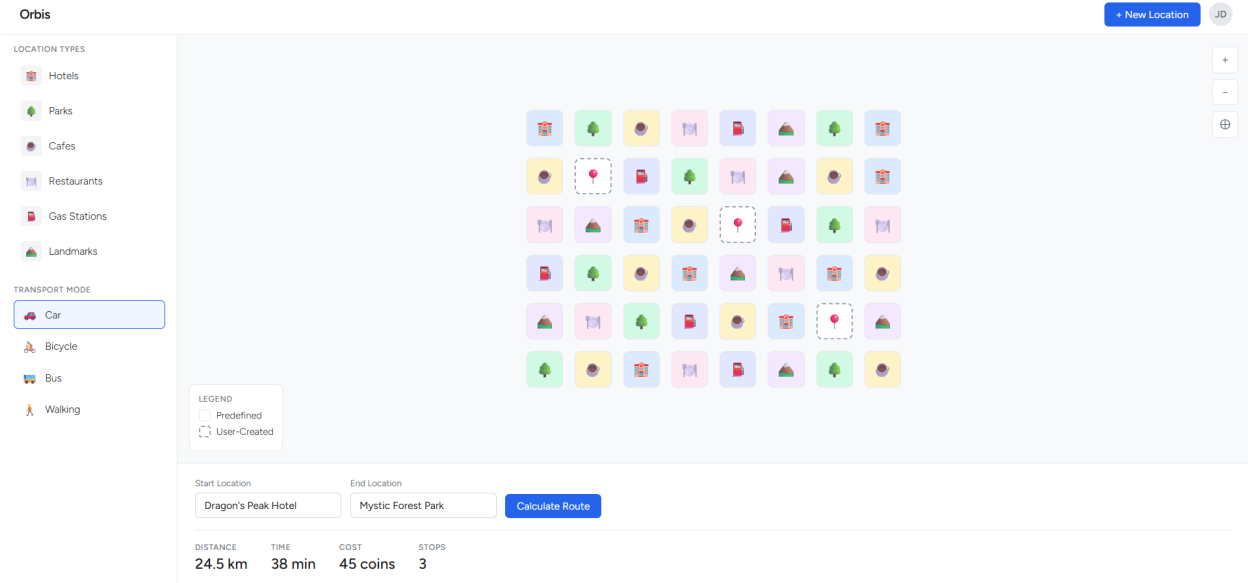 Orbis
+ New Location
JD
LOCATION TYPES
Hotels
Parks
Cafes
Restaurants
Gas Stations
Landmarks
TRANSPORT MODE
Car
Bicycle
Bus
Walking
+
−
LEGEND
Predefined
User-Created
Start Location
End Location
Dragon's Peak Hotel
Mystic Forest Park
Calculate Route
DISTANCE
TIME
COST
STOPS
24.5 km
38 min
45 coins
3